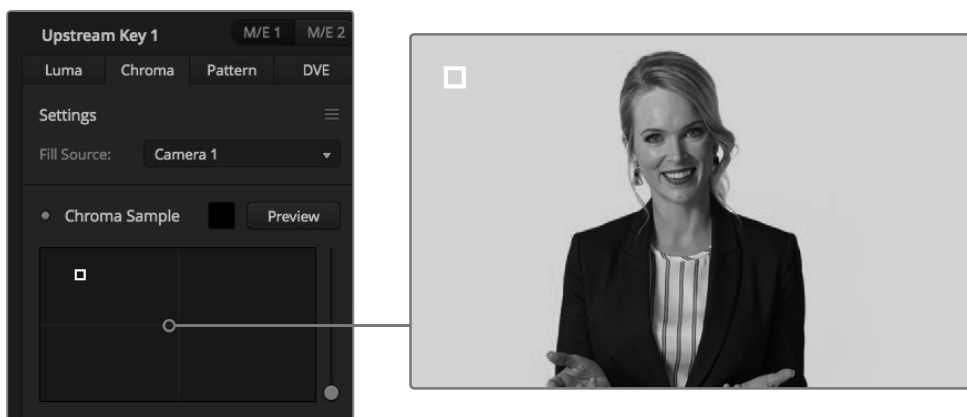 Upstream Key 1 M/E 1 M/E 2
Luma Chroma Pattern DVE
Settings
Fill Source: Camera 1
Chroma Sample Preview